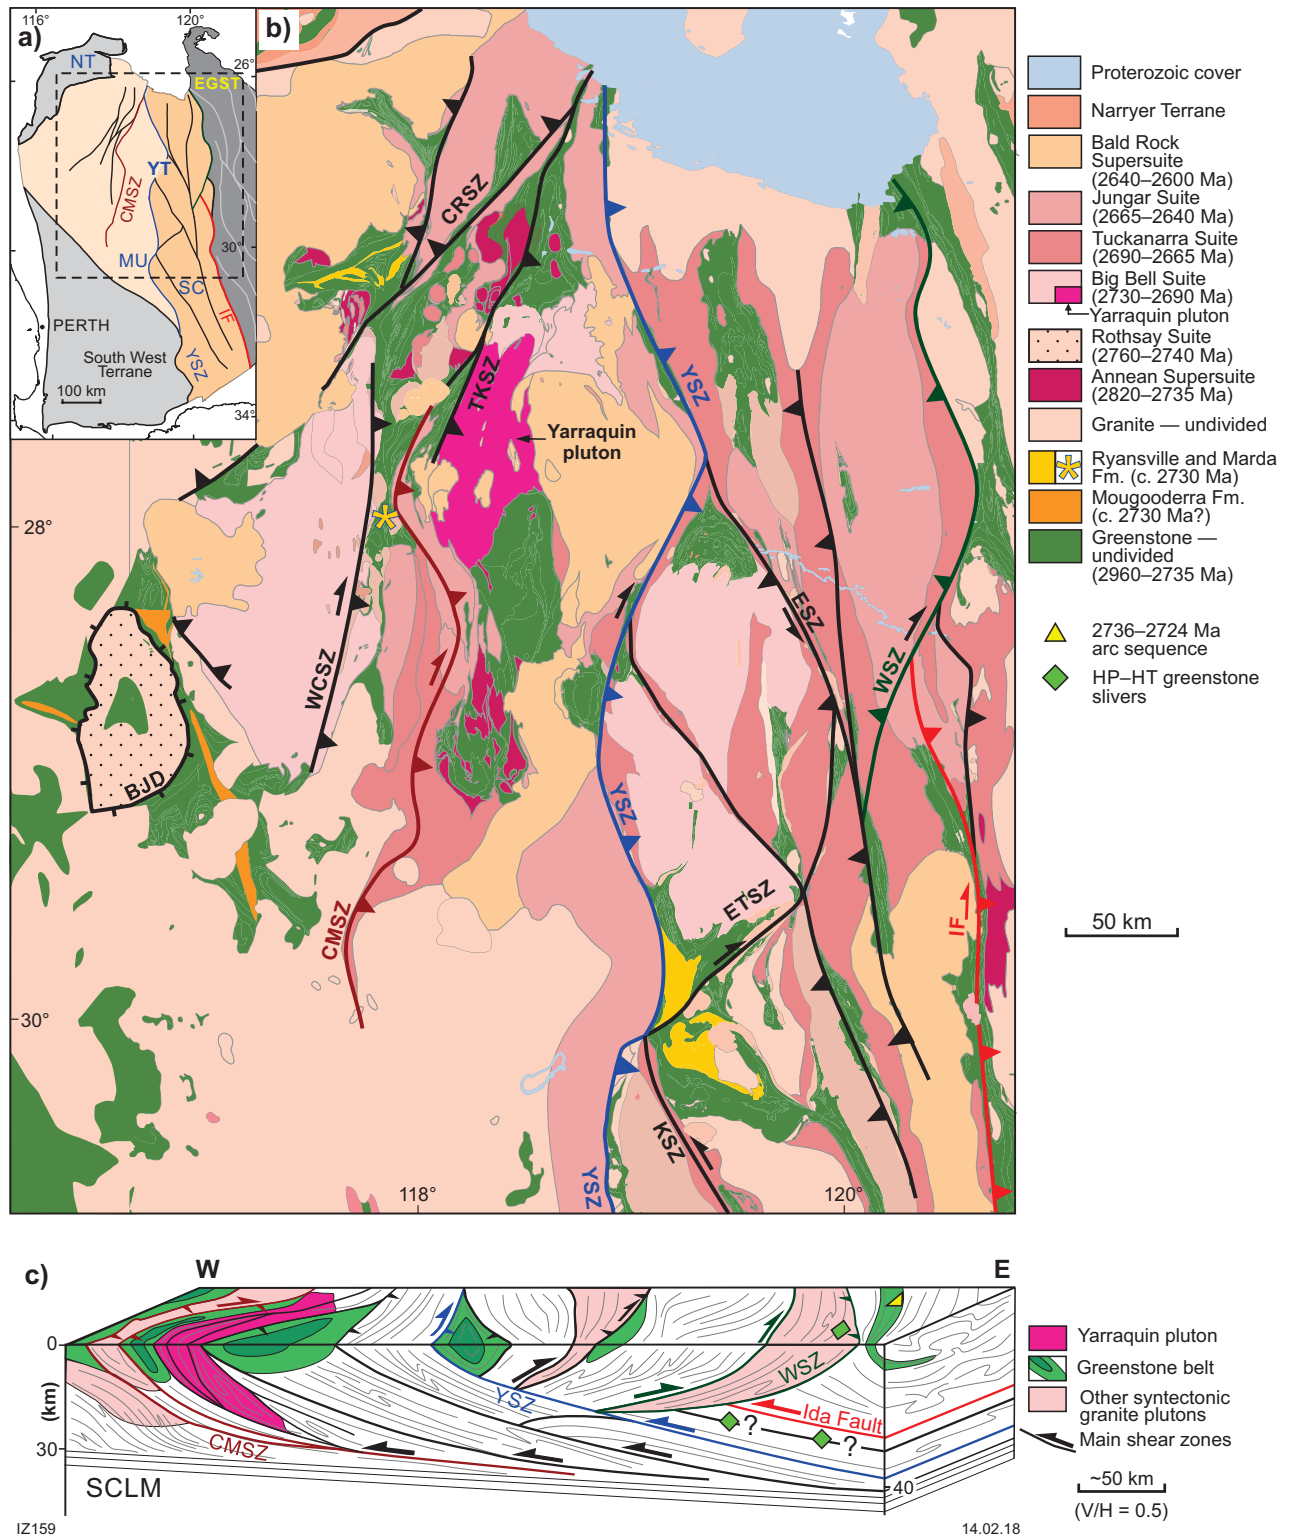 116°
120°
a)
NT
26°
EGST
YT
CMSZ
MU
30°
SC
PERTH
IF
South West
Terrane
YSZ
100 km
34°
b)
CRSZ
TKSZ
YSZ
Yarraquin
pluton
28°
ESZ
WSZ
WCSZ
BJD
YSZ
ETSZ
CMSZ
IF
30°
KSZ
YSZ
118°
120°
Proterozoic cover
Narryer Terrane
Bald Rock
Supersuite
(2640–2600 Ma)
Jungar Suite
(2665–2640 Ma)
Tuckanarra Suite
(2690–2665 Ma)
Big Bell Suite
(2730–2690 Ma)
Yarraquin pluton
Rothsay Suite
(2760–2740 Ma)
Annean Supersuite
(2820–2735 Ma)
Granite — undivided
Ryansville and Marda
Fm. (c. 2730 Ma)
Mougooderra Fm.
(c. 2730 Ma?)
Greenstone —
undivided
(2960–2735 Ma)
2736–2724 Ma
arc sequence
HP–HT greenstone
slivers
50 km
c)
W
E
0
(km)
30
YSZ
WSZ
Ida Fault
?
?
CMSZ
SCLM
40
Yarraquin pluton
Greenstone belt
Other syntectonic
granite plutons
Main shear zones
~50 km
(V/H = 0.5)
IZ159
14.02.18